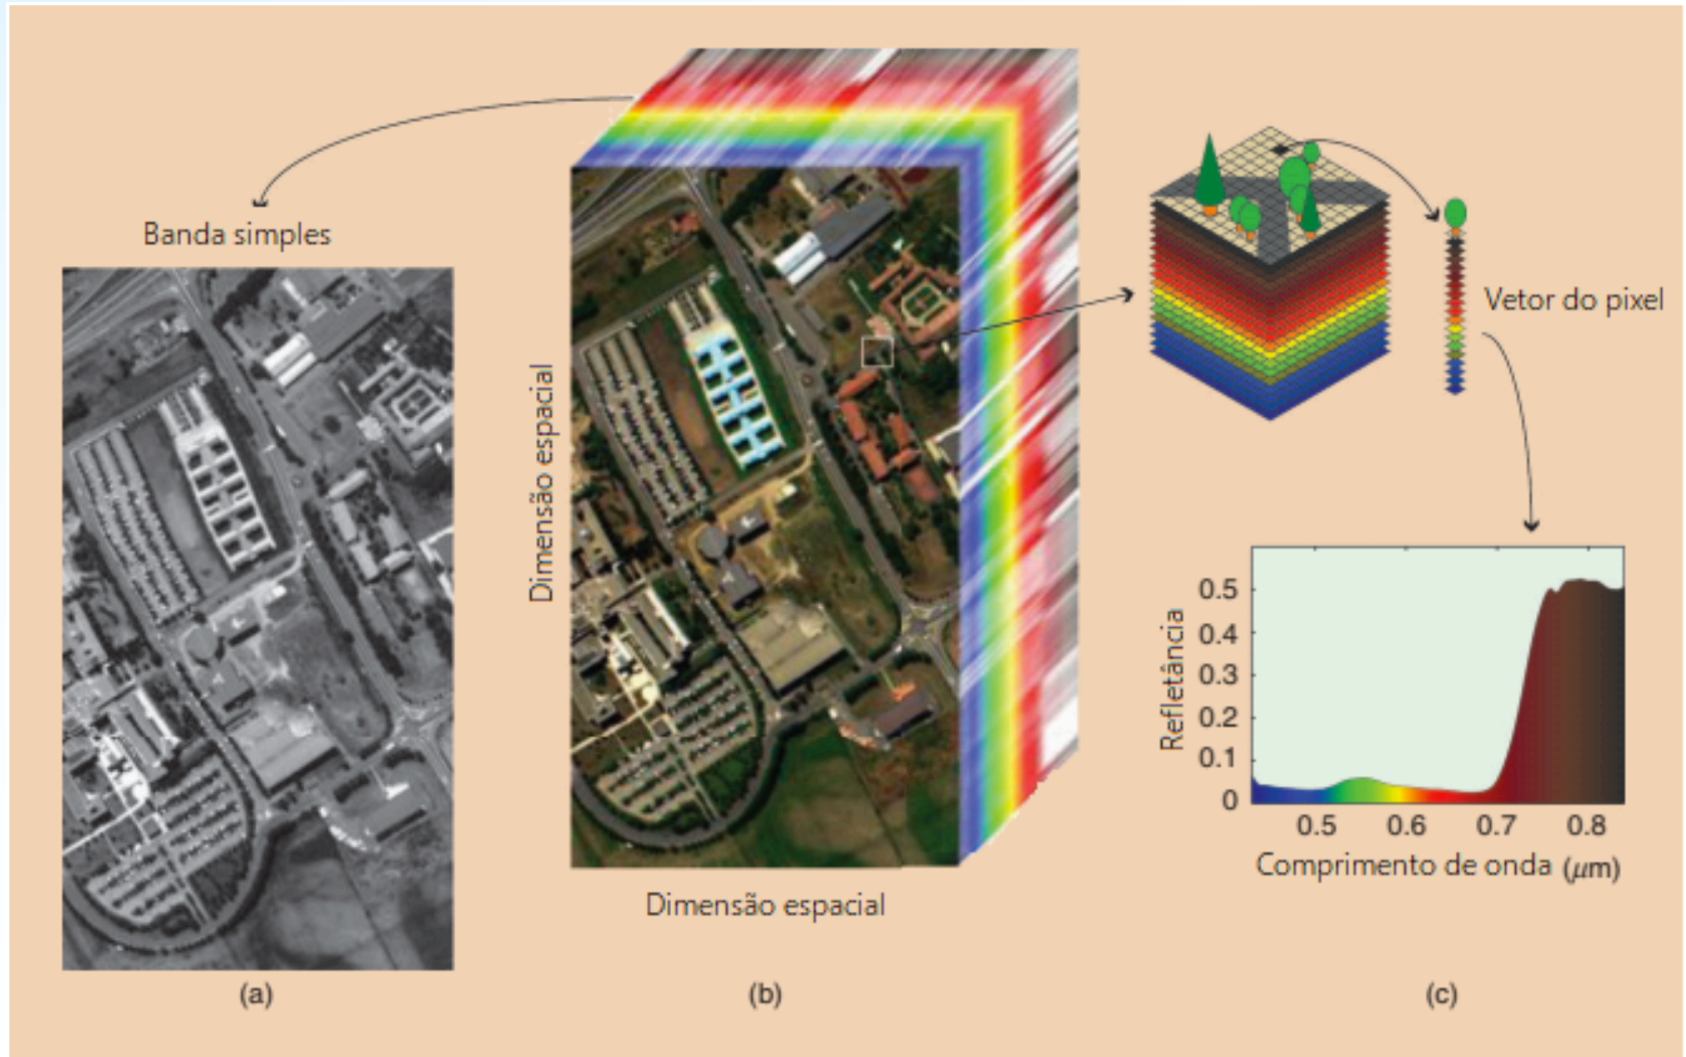 Banda simples
(a)
Dimensão espacial
Dimensão espacial
(b)
Vetor do pixel
Refletância
0.5
0.4
0.3
0.2
0.1
0
0.5 0.6 0.7 0.8
Comprimento de onda (μm)
(c)